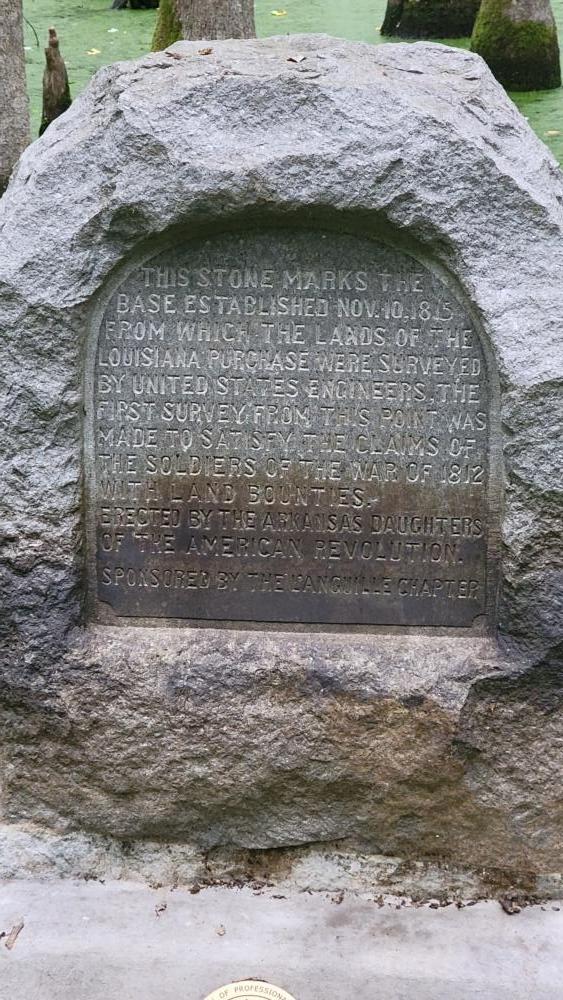 THIS STONE MARKS THE
BASE ESTABLISHED NOV. 10. 1815
FROM WHICH THE LANDS OF THE
LOUISIANA PURCHASE WERE SURVEYED
BY UNITED STATES ENGINEERS. THE
FIRST SURVEY FROM THIS POINT WAS
MADE TO SATISFY THE CLAIMS OF
THE SOLDIERS OF THE WAR OF 1812
WITH LAND BOUNTIES.
ERECTED BY THE ARKANSAS DAUGHTERS
OF THE AMERICAN REVOLUTION.
SPONSORED BY THE L'ANGUILLE CHAPTER
OF PROFESSIONA